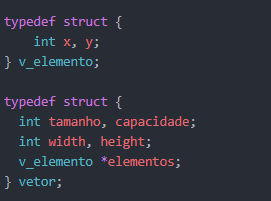 typedef struct {
    int x, y;
} v_elemento;

typedef struct {
  int tamanho, capacidade;
  int width, height;
  v_elemento *elementos;
} vetor;